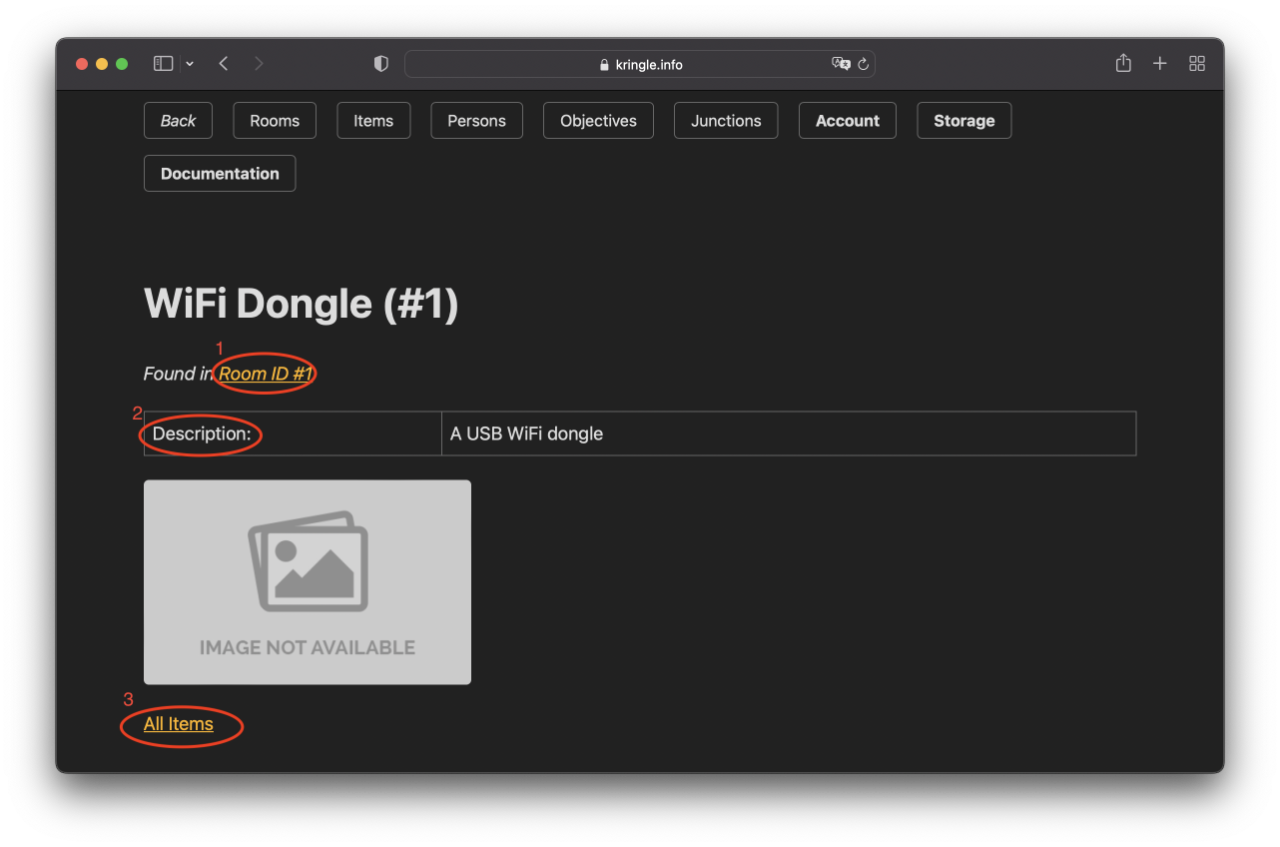 kringle.info
Back Rooms Items Persons Objectives Junctions Account Storage
Documentation
WiFi Dongle (#1)
1
Found in Room ID #1
2
Description: A USB WiFi dongle
IMAGE NOT AVAILABLE
3
All Items